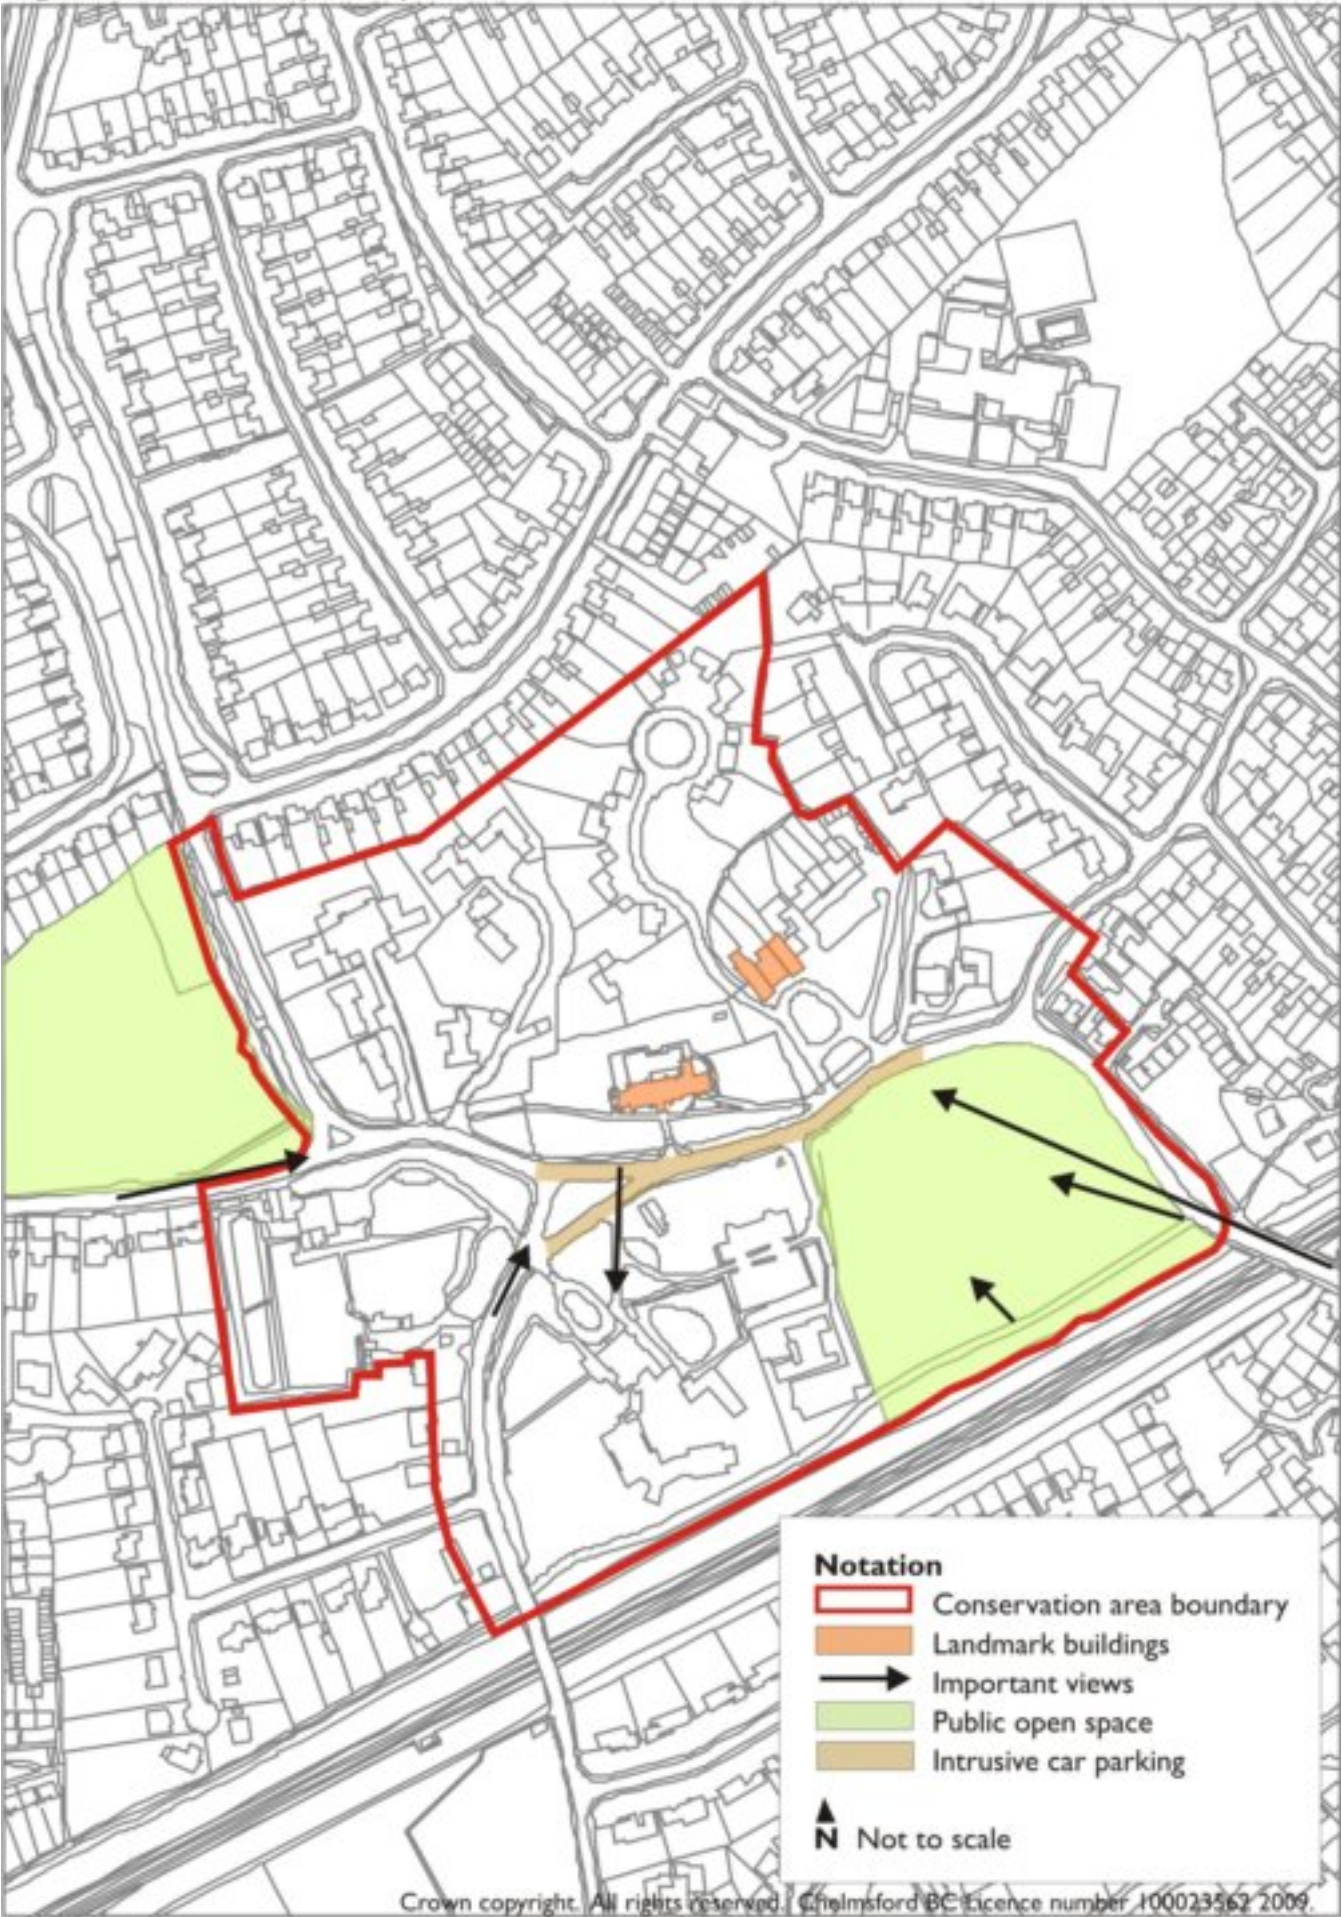 Notation
Conservation area boundary
Landmark buildings
Important views
Public open space
Intrusive car parking
N Not to scale
Crown copyright. All rights reserved. Chelmsford BC Licence number 100023562 2009.